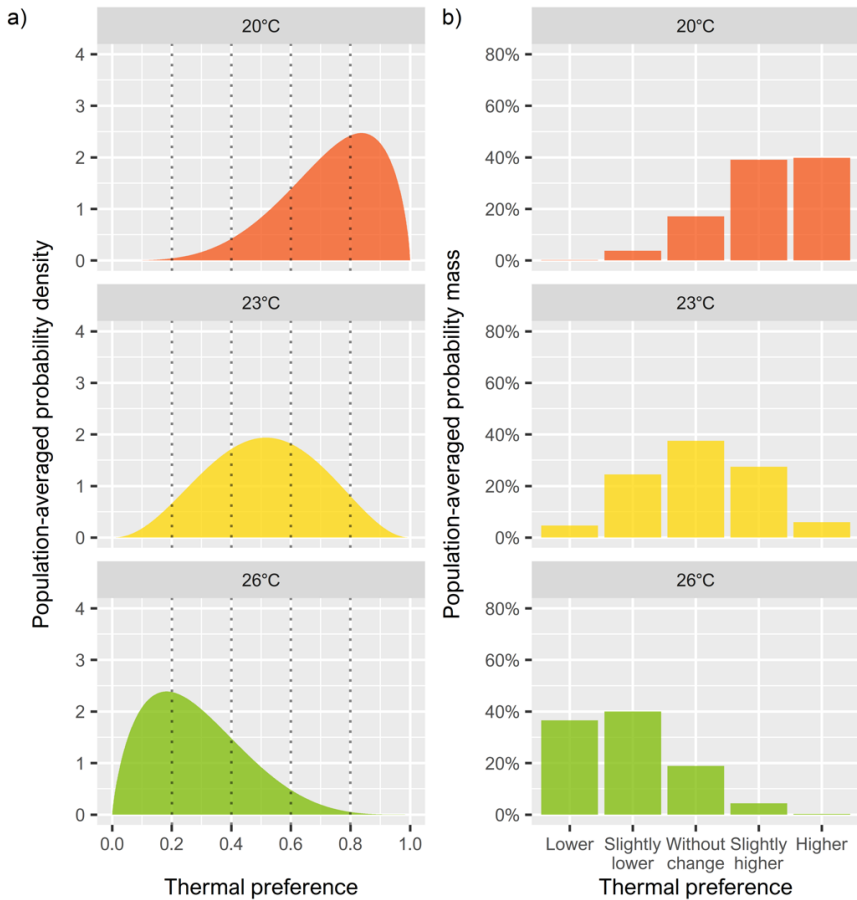 a)
20°C
4
3
2
1
0
23°C
4
3
2
1
0
26°C
4
3
2
1
0
0.0 0.2 0.4 0.6 0.8 1.0
Thermal preference
Population-averaged probability density
b)
20°C
80%
60%
40%
20%
0%
23°C
80%
60%
40%
20%
0%
26°C
80%
60%
40%
20%
0%
Lower Slightly Without Slightly Higher
lower change higher
Thermal preference
Population-averaged probability mass